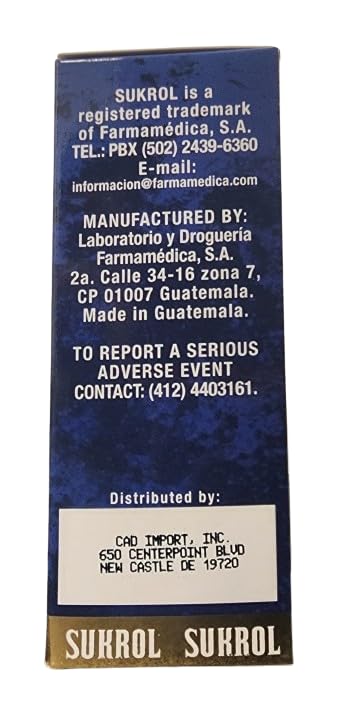 SUKROL is a
registered trademark
of Farmamédica, S.A.
TEL.: PBX (502) 2439-6360
E-mail:
informacion@farmamedica.com
MANUFACTURED BY:
Laboratorio y Droguería
Farmamédica, S.A.
2a. Calle 34-16 zona 7,
CP 01007 Guatemala.
Made in Guatemala.
TO REPORT A SERIOUS
ADVERSE EVENT
CONTACT: (412) 4403161.
Distributed by:
CAD IMPORT, INC.
650 CENTERPOINT BLVD
NEW CASTLE DE 19720
SUKROL SUKROL